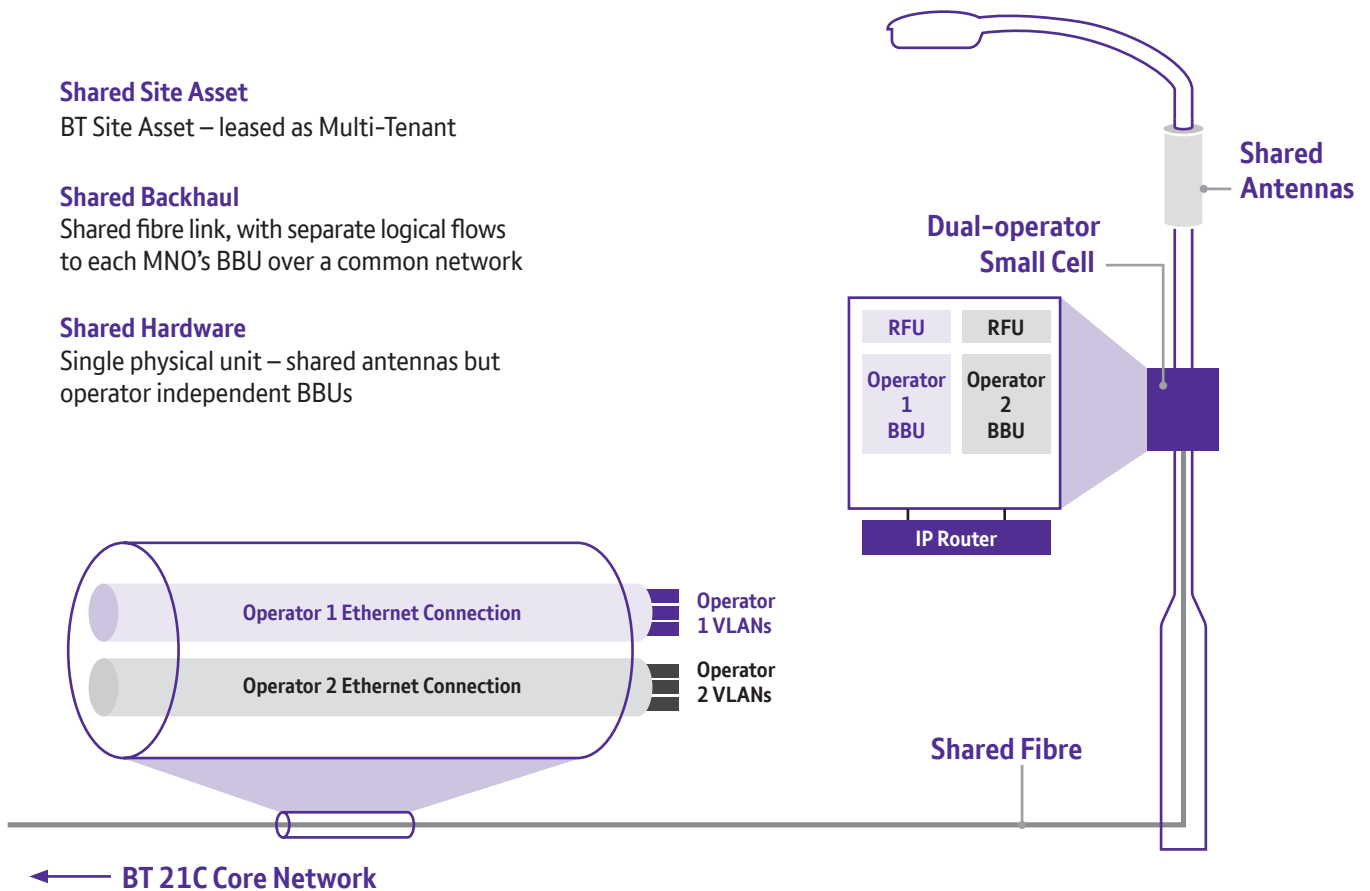 Shared Site Asset
BT Site Asset – leased as Multi-Tenant
Shared Backhaul
Shared fibre link, with separate logical flows
to each MNO's BBU over a common network
Shared Hardware
Single physical unit – shared antennas but
operator independent BBUs
Shared
Antennas
Dual-operator
Small Cell
RFU
RFU
Operator
1
BBU
Operator
2
BBU
IP Router
Operator 1 Ethernet Connection
Operator
1 VLANs
Operator 2 Ethernet Connection
Operator
2 VLANs
Shared Fibre
BT 21C Core Network